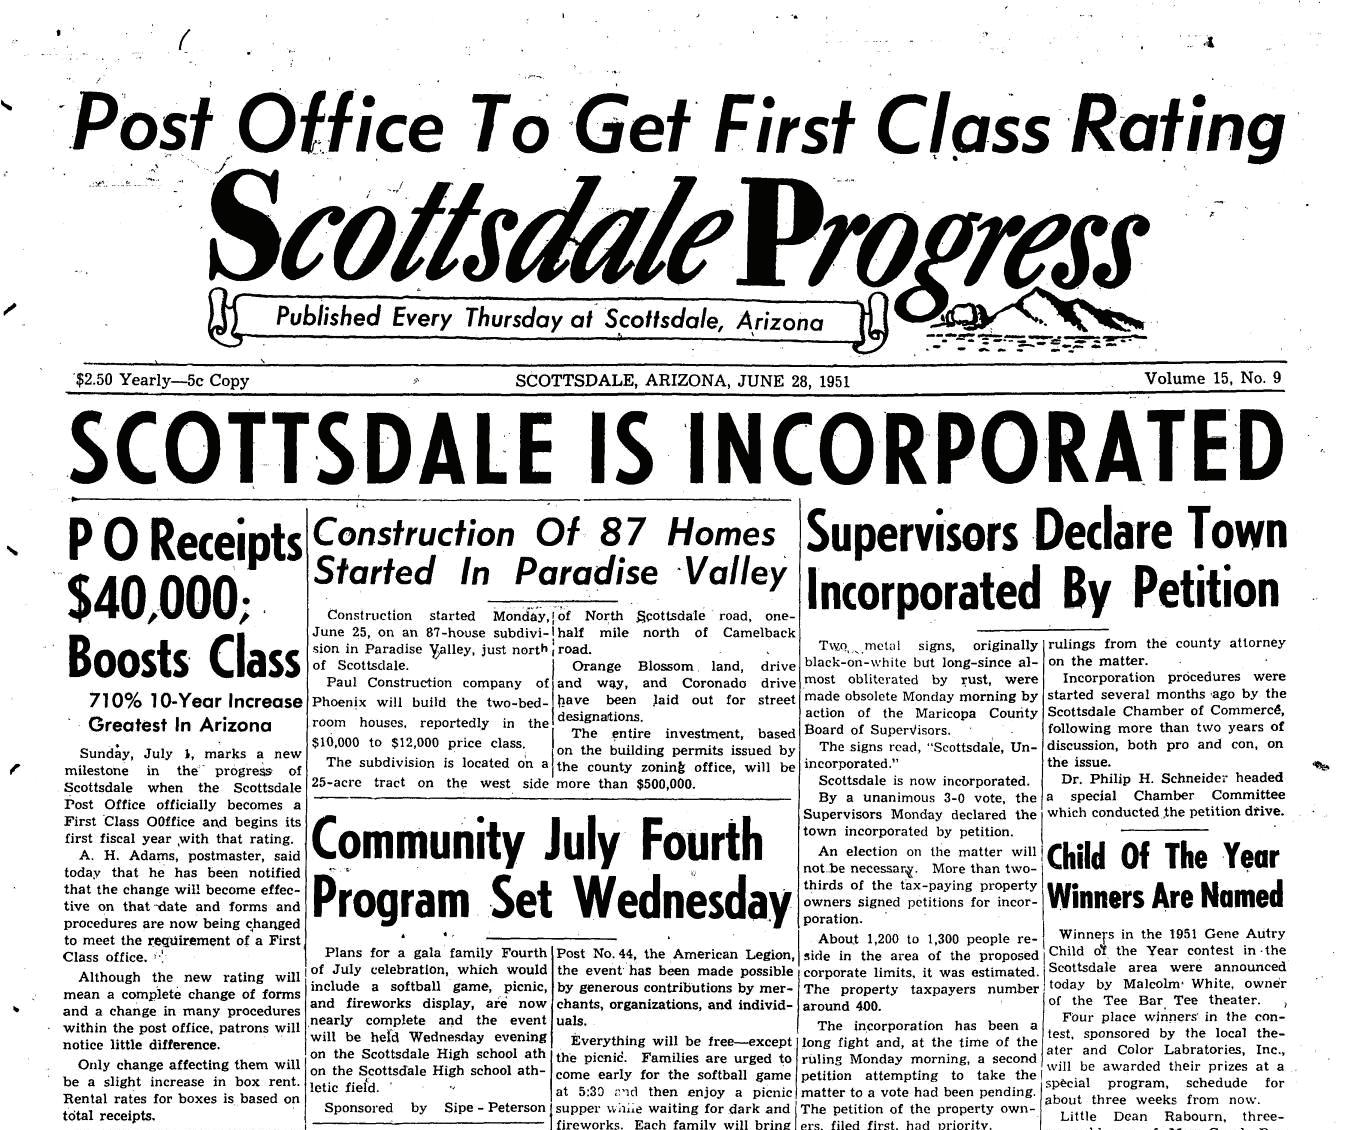 Post Office To Get First Class Rating
Scottsdale Progress
Published Every Thursday at Scottsdale, Arizona
$2.50 Yearly—5c Copy
SCOTTSDALE, ARIZONA, JUNE 28, 1951
Volume 15, No. 9
SCOTTSDALE IS INCORPORATED
P O Receipts
$40,000;
Boosts Class
710% 10-Year Increase
Greatest In Arizona
Sunday, July 1, marks a new
milestone in the progress of
Scottsdale when the Scottsdale
Post Office officially becomes a
First Class OOffice and begins its
first fiscal year with that rating.
A. H. Adams, postmaster, said
today that he has been notified
that the change will become effec-
tive on that date and forms and
procedures are now being changed
to meet the requirement of a First
Class office.
Although the new rating will
mean a complete change of forms
and a change in many procedures
within the post office, patrons will
notice little difference.
Only change affecting them will
be a slight increase in box rent.
Rental rates for boxes is based on
total receipts.
Construction Of 87 Homes
Started In Paradise Valley
Construction started Monday,
June 25, on an 87-house subdivi-
sion in Paradise Valley, just north
of Scottsdale.
Paul Construction company of
Phoenix will build the two-bed-
room houses, reportedly in the
$10,000 to $12,000 price class.
The subdivision is located on a
25-acre tract on the west side
of North Scottsdale road, one-
half mile north of Camelback
road.
Orange Blossom land, drive
and way, and Coronado drive
have been laid out for street
designations.
The entire investment, based
on the building permits issued by
the county zoning office, will be
more than $500,000.
Community July Fourth
Program Set Wednesday
Plans for a gala family Fourth
of July celebration, which would
include a softball game, picnic,
and fireworks display, are now
nearly complete and the event
will be held Wednesday evening
on the Scottsdale High school ath
on the Scottsdale High school ath-
letic field.
Sponsored by Sipe - Peterson
Post No. 44, the American Legion,
the event has been made possible
by generous contributions by mer-
chants, organizations, and individ-
uals.
Everything will be free—except
the picnic. Families are urged to
come early for the softball game
at 5:30 and then enjoy a picnic
supper while waiting for dark and
fireworks. Each family will bring
Supervisors Declare Town
Incorporated By Petition
Two metal signs, originally
black-on-white but long-since al-
most obliterated by rust, were
made obsolete Monday morning by
action of the Maricopa County
Board of Supervisors.
The signs read, "Scottsdale, Un-
incorporated."
Scottsdale is now incorporated.
By a unanimous 3-0 vote, the
Supervisors Monday declared the
town incorporated by petition.
An election on the matter will
not be necessary. More than two-
thirds of the tax-paying property
owners signed petitions for incor-
poration.
About 1,200 to 1,300 people re-
side in the area of the proposed
corporate limits, it was estimated.
The property taxpayers number
around 400.
The incorporation has been a
long fight and, at the time of the
ruling Monday morning, a second
petition attempting to take the
matter to a vote had been pending.
The petition of the property own-
ers, filed first, had priority.
rulings from the county attorney
on the matter.
Incorporation procedures were
started several months ago by the
Scottsdale Chamber of Commerce,
following more than two years of
discussion, both pro and con, on
the issue.
Dr. Philip H. Schneider headed
a special Chamber Committee
which conducted the petition drive.
Child Of The Year
Winners Are Named
Winners in the 1951 Gene Autry
Child of the Year contest in the
Scottsdale area were announced
today by Malcolm White, owner
of the Tee Bar Tee theater.
Four place winners in the con-
test, sponsored by the local the-
ater and Color Labratories, Inc.,
will be awarded their prizes at a
special program, schedude for
about three weeks from now.
Little Dean Rabourn, three-